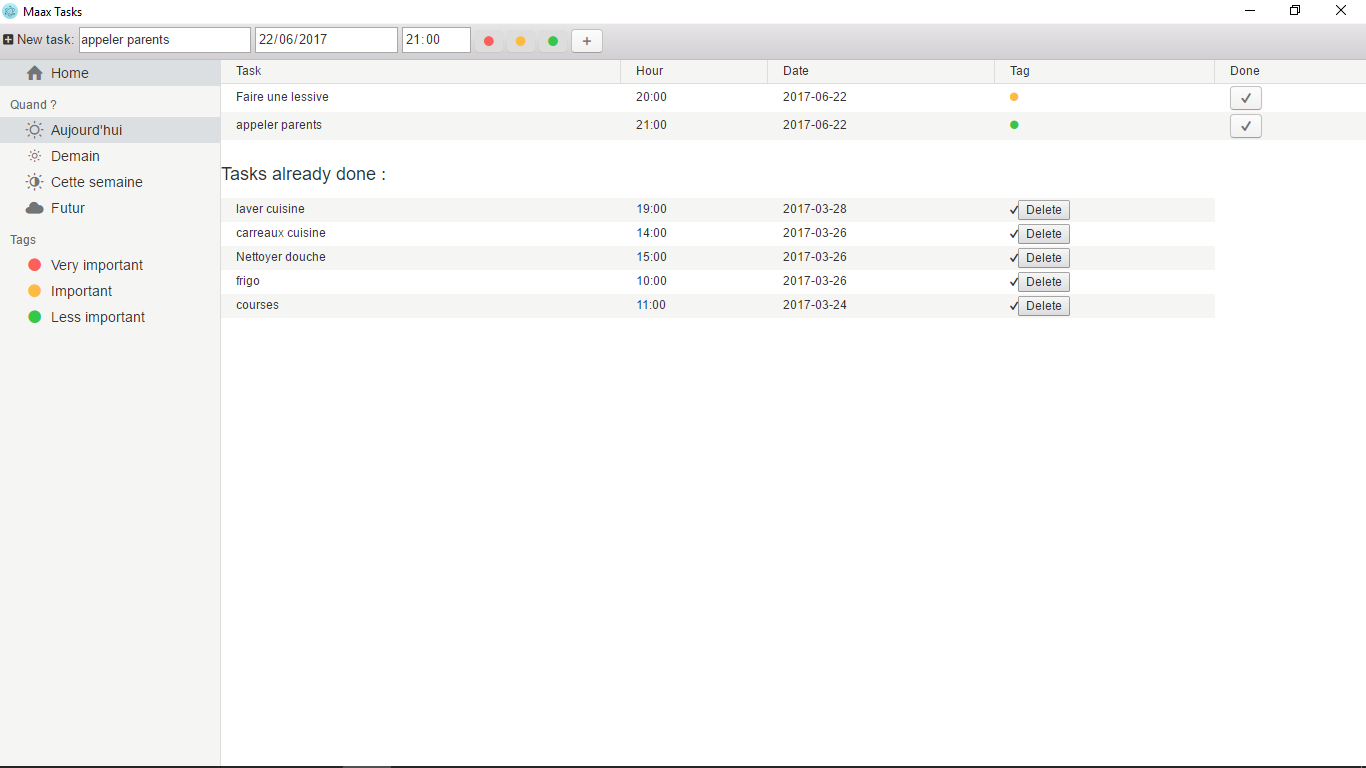 Maax Tasks
New task: appeler parents 22/06/2017 21:00 +
Home
Quand ?
Aujourd'hui
Demain
Cette semaine
Futur
Tags
Very important
Important
Less important
Task Hour Date Tag Done
Faire une lessive 20:00 2017-06-22
appeler parents 21:00 2017-06-22
Tasks already done :
laver cuisine 19:00 2017-03-28 ✓ Delete
carreaux cuisine 14:00 2017-03-26 ✓ Delete
Nettoyer douche 15:00 2017-03-26 ✓ Delete
frigo 10:00 2017-03-26 ✓ Delete
courses 11:00 2017-03-24 ✓ Delete